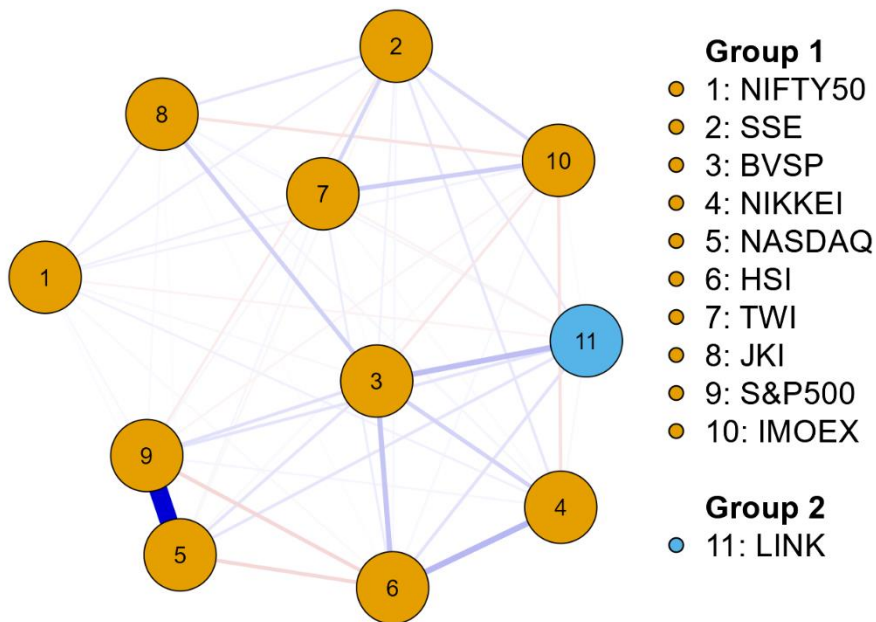 2
8
10
7
1
11
3
9
4
5
6
Group 1
1: NIFTY50
2: SSE
3: BVSP
4: NIKKEI
5: NASDAQ
6: HSI
7: TWI
8: JKI
9: S&P500
10: IMOEX
Group 2
11: LINK